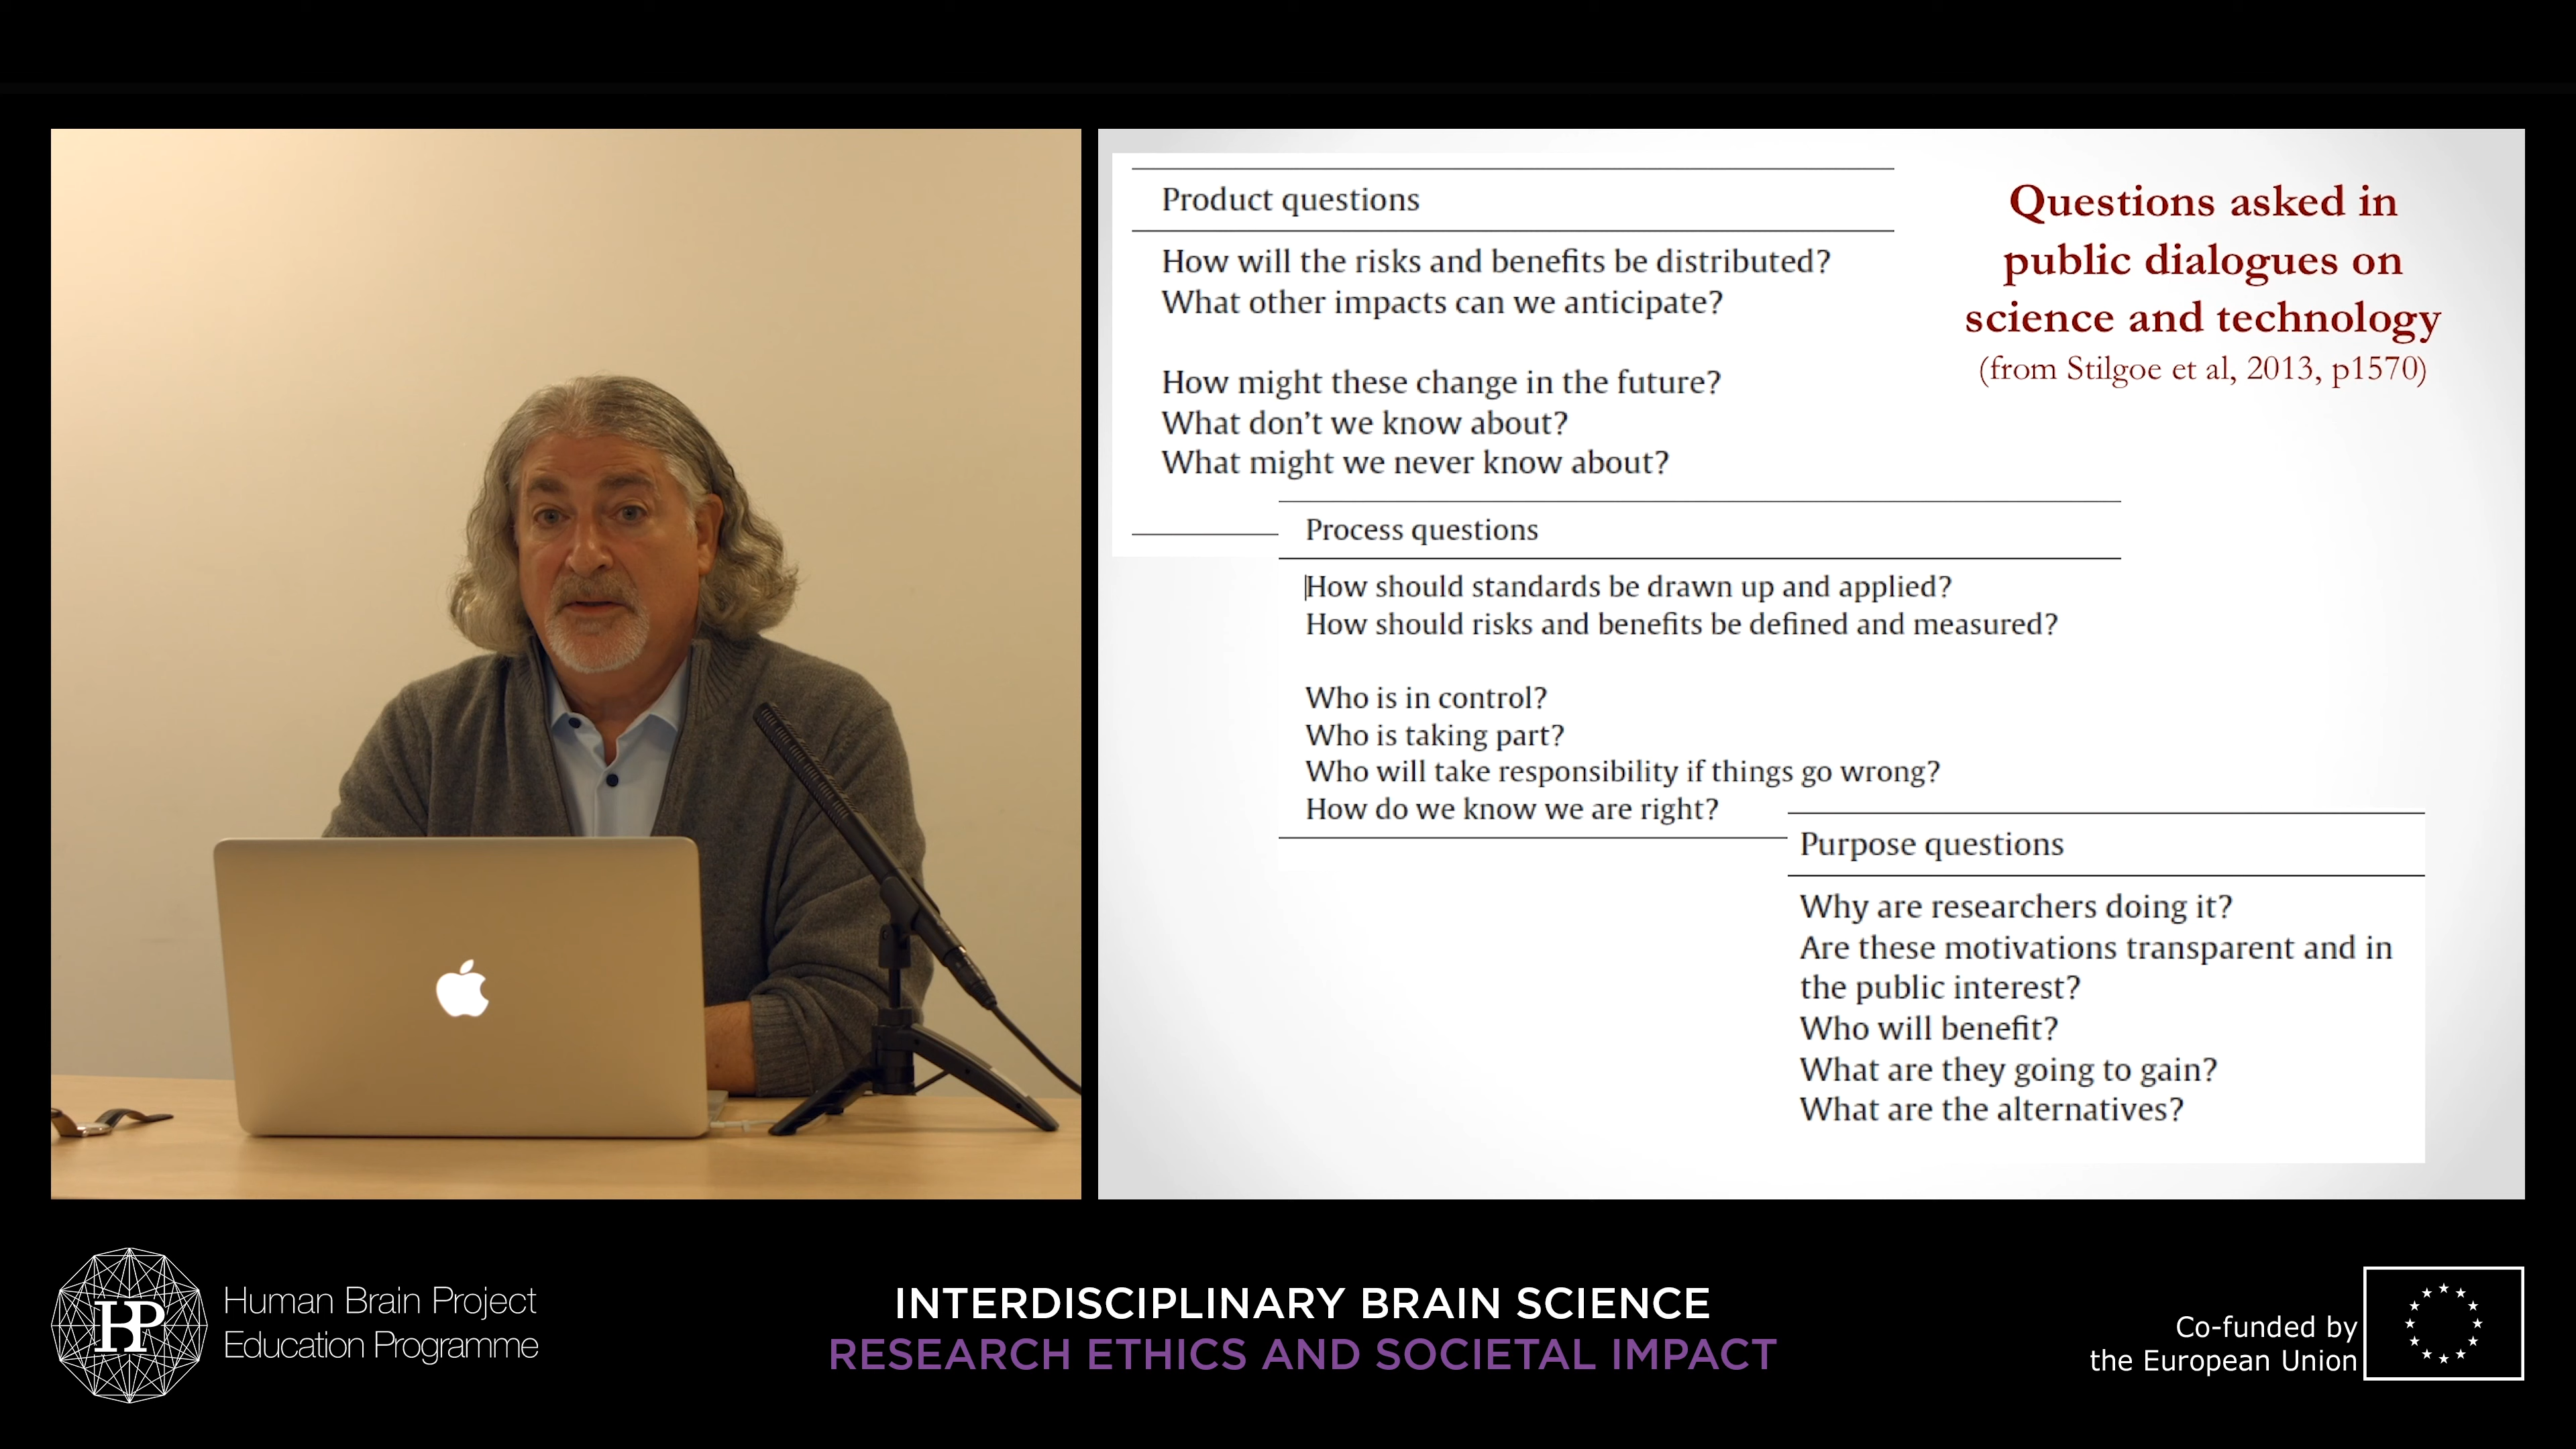 Product questions
How will the risks and benefits be distributed?
What other impacts can we anticipate?
How might these change in the future?
What don't we know about?
What might we never know about?
Questions asked in
public dialogues on
science and technology
(from Stilgoe et al, 2013, p1570)
Process questions
How should standards be drawn up and applied?
How should risks and benefits be defined and measured?
Who is in control?
Who is taking part?
Who will take responsibility if things go wrong?
How do we know we are right?
Purpose questions
Why are researchers doing it?
Are these motivations transparent and in
the public interest?
Who will benefit?
What are they going to gain?
What are the alternatives?
HBP
Human Brain Project
Education Programme
INTERDISCIPLINARY BRAIN SCIENCE
RESEARCH ETHICS AND SOCIETAL IMPACT
Co-funded by
the European Union